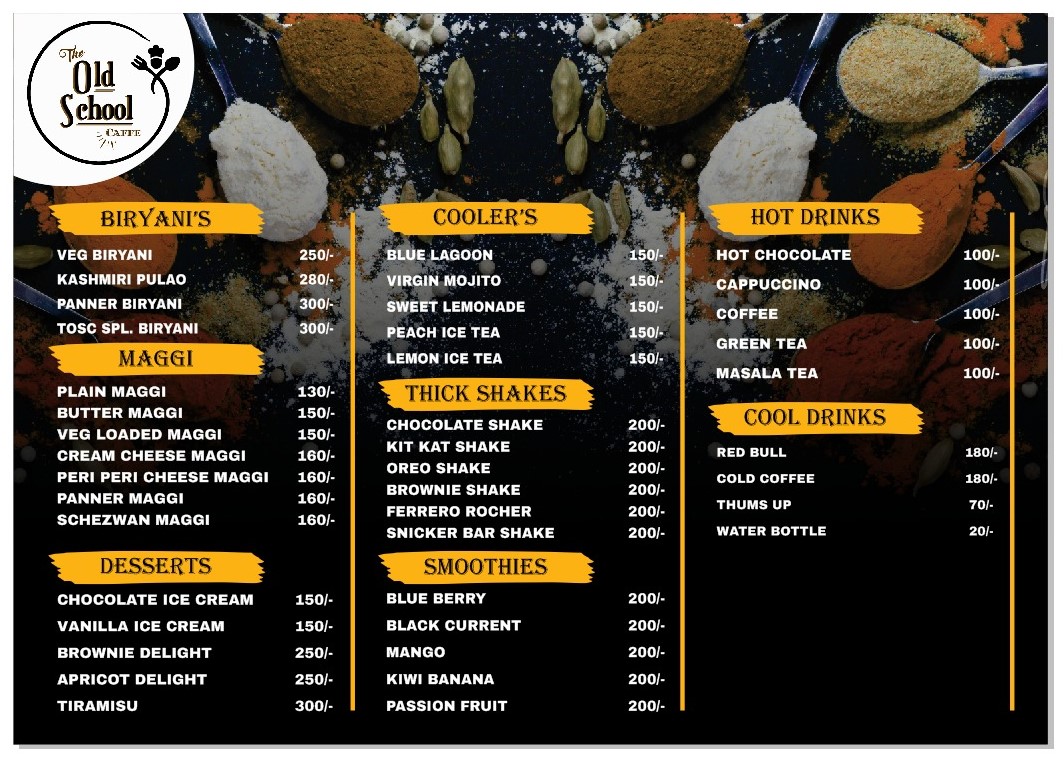 The
Old
School
CAFFE
BIRYANI'S
VEG BIRYANI 250/-
KASHMIRI PULAO 280/-
PANNER BIRYANI 300/-
TOSC SPL. BIRYANI 300/-
MAGGI
PLAIN MAGGI 130/-
BUTTER MAGGI 150/-
VEG LOADED MAGGI 150/-
CREAM CHEESE MAGGI 160/-
PERI PERI CHEESE MAGGI 160/-
PANNER MAGGI 160/-
SCHEZWAN MAGGI 160/-
DESSERTS
CHOCOLATE ICE CREAM 150/-
VANILLA ICE CREAM 150/-
BROWNIE DELIGHT 250/-
APRICOT DELIGHT 250/-
TIRAMISU 300/-
COOLER'S
BLUE LAGOON 150/-
VIRGIN MOJITO 150/-
SWEET LEMONADE 150/-
PEACH ICE TEA 150/-
LEMON ICE TEA 150/-
THICK SHAKES
CHOCOLATE SHAKE 200/-
KIT KAT SHAKE 200/-
OREO SHAKE 200/-
BROWNIE SHAKE 200/-
FERRERO ROCHER 200/-
SNICKER BAR SHAKE 200/-
SMOOTHIES
BLUE BERRY 200/-
BLACK CURRENT 200/-
MANGO 200/-
KIWI BANANA 200/-
PASSION FRUIT 200/-
HOT DRINKS
HOT CHOCOLATE 100/-
CAPPUCCINO 100/-
COFFEE 100/-
GREEN TEA 100/-
MASALA TEA 100/-
COOL DRINKS
RED BULL 180/-
COLD COFFEE 180/-
THUMS UP 70/-
WATER BOTTLE 20/-